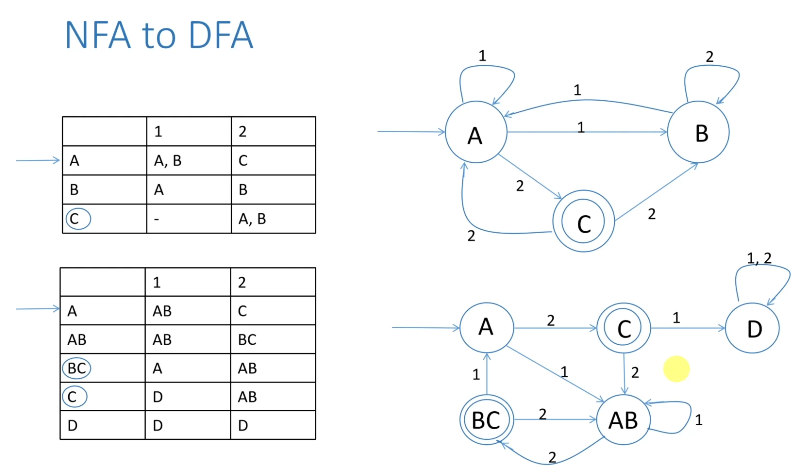 NFA to DFA
1 2
A A, B C
B A B
C - A, B
1 2
A AB C
AB AB BC
BC A AB
C D AB
D D D
1
2
1
A
1
B
2
2
C
2
1, 2
A
2
C
1
D
1
1
2
BC
2
AB
1
2